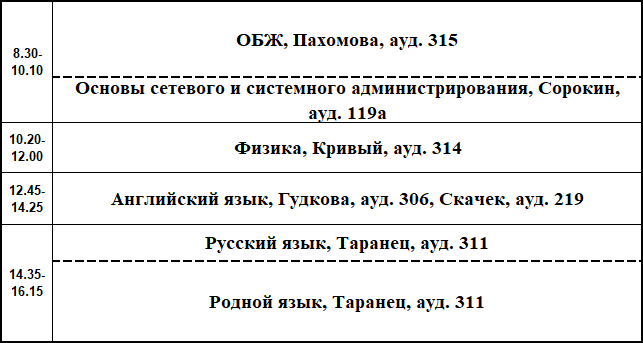 8.30-
10.10
ОБЖ, Пахомова, ауд. 315
Основы сетевого и системного администрирования, Сорокин,
ауд. 119а
10.20-
12.00
Физика, Кривый, ауд. 314
12.45-
14.25
Английский язык, Гудкова, ауд. 306, Скачек, ауд. 219
14.35-
16.15
Русский язык, Таранец, ауд. 311
Родной язык, Таранец, ауд. 311